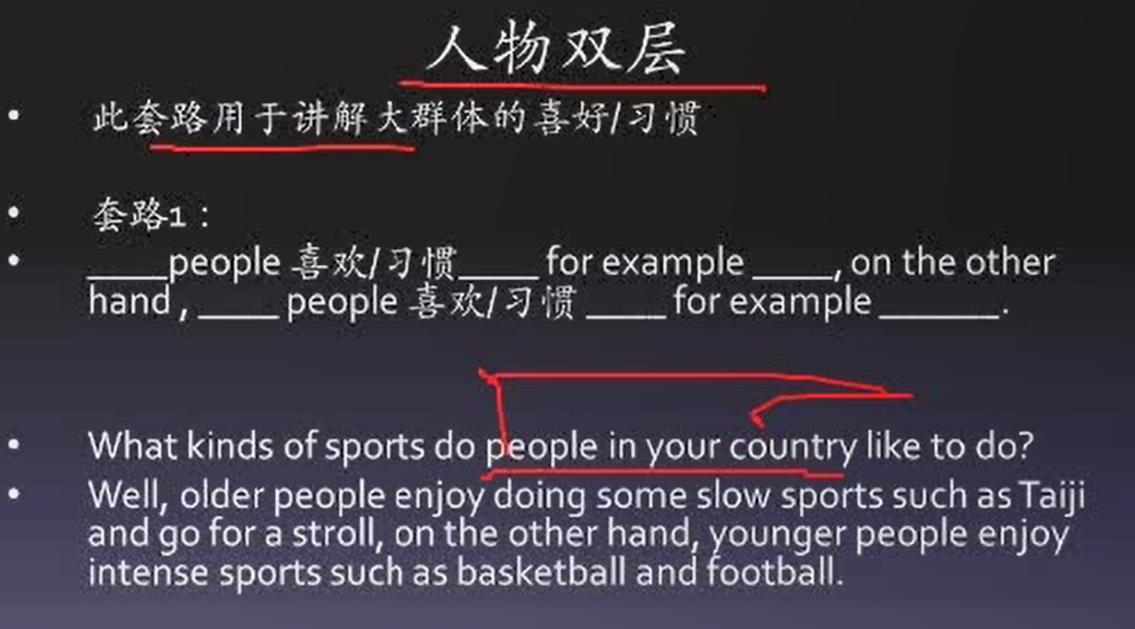 人物双层
• 此套路用于讲解大群体的喜好/习惯
• 套路1：
• ____people 喜欢/习惯____ for example ____, on the other
hand , ____ people 喜欢/习惯 ____ for example ______.
• What kinds of sports do people in your country like to do?
• Well, older people enjoy doing some slow sports such as Taiji
and go for a stroll, on the other hand, younger people enjoy
intense sports such as basketball and football.